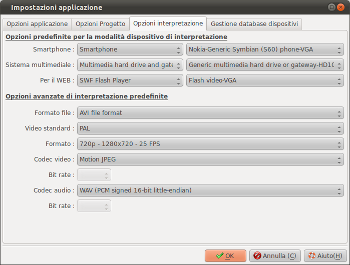 Impostazioni applicazione
Opzioni applicazione Opzioni Progetto Opzioni interpretazione Gestione database dispositivi
Opzioni predefinite per la modalità dispositivo di interpretazione
Smartphone : Smartphone Nokia-Generic Symbian (S60) phone-VGA
Sistema multimediale : Multimedia hard drive and gate Generic multimedia hard drive or gateway-HD10
Per il WEB : SWF Flash Player Flash video-VGA
Opzioni avanzate di interpretazione predefinite
Formato file : AVI file format
Video standard : PAL
Formato : 720p - 1280x720 - 25 FPS
Codec video : Motion JPEG
Bit rate :
Codec audio : WAV (PCM signed 16-bit little-endian)
Bit rate :
OK Annulla (C) Aiuto(H)